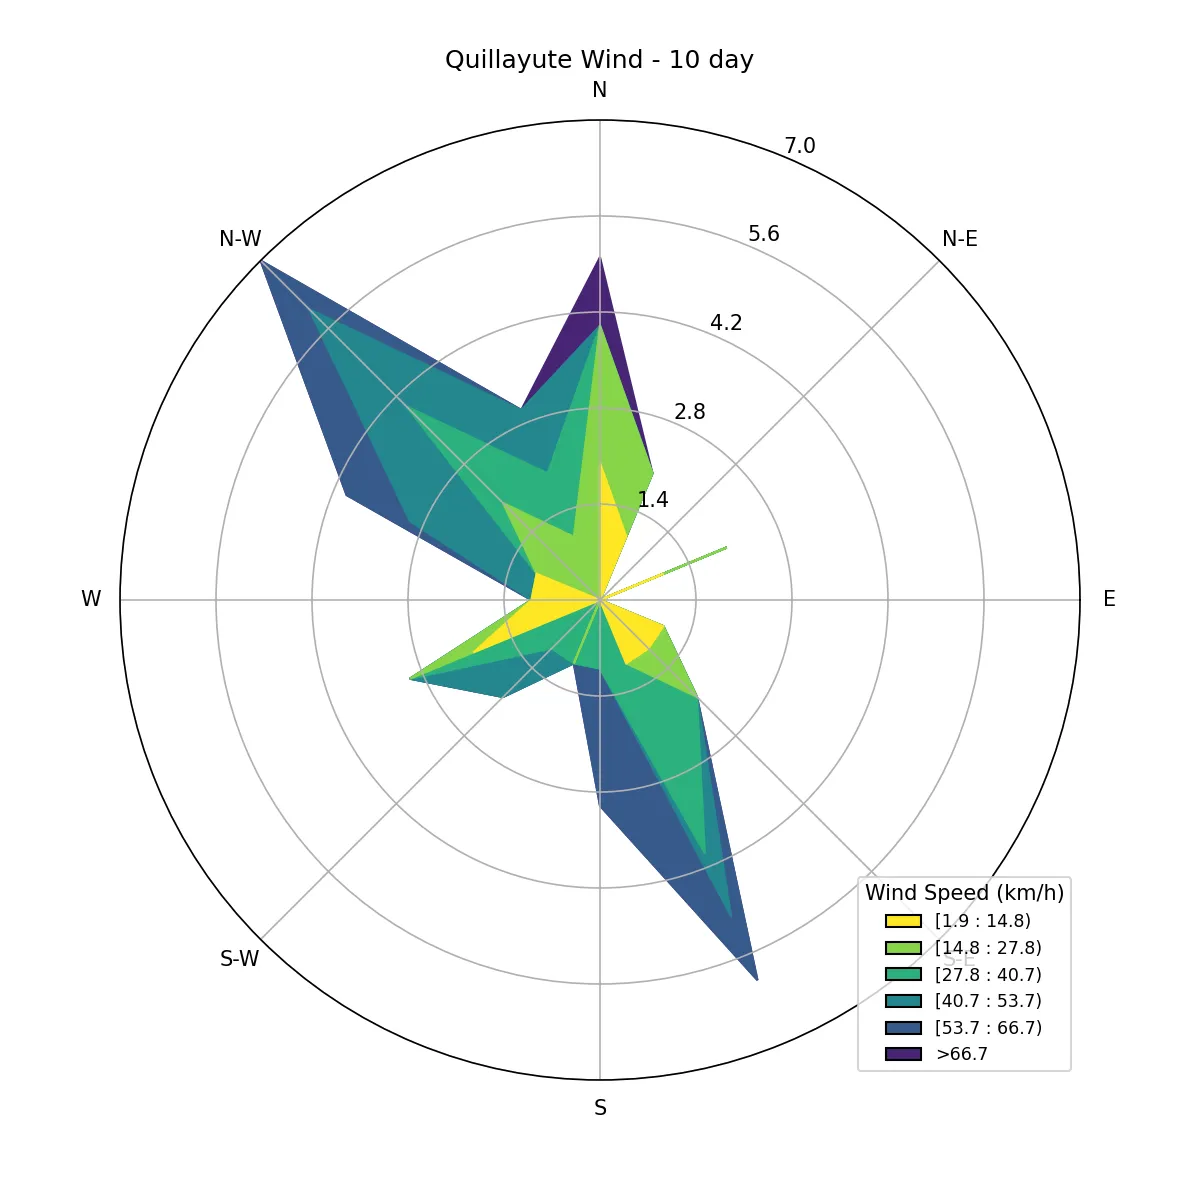 Quillayute Wind - 10 day
N
7.0
N-W
5.6
N-E
4.2
2.8
1.4
W
E
Wind Speed (km/h)
[1.9 : 14.8)
[14.8 : 27.8)
S-W
S-E
[27.8 : 40.7)
[40.7 : 53.7)
[53.7 : 66.7)
>66.7
S